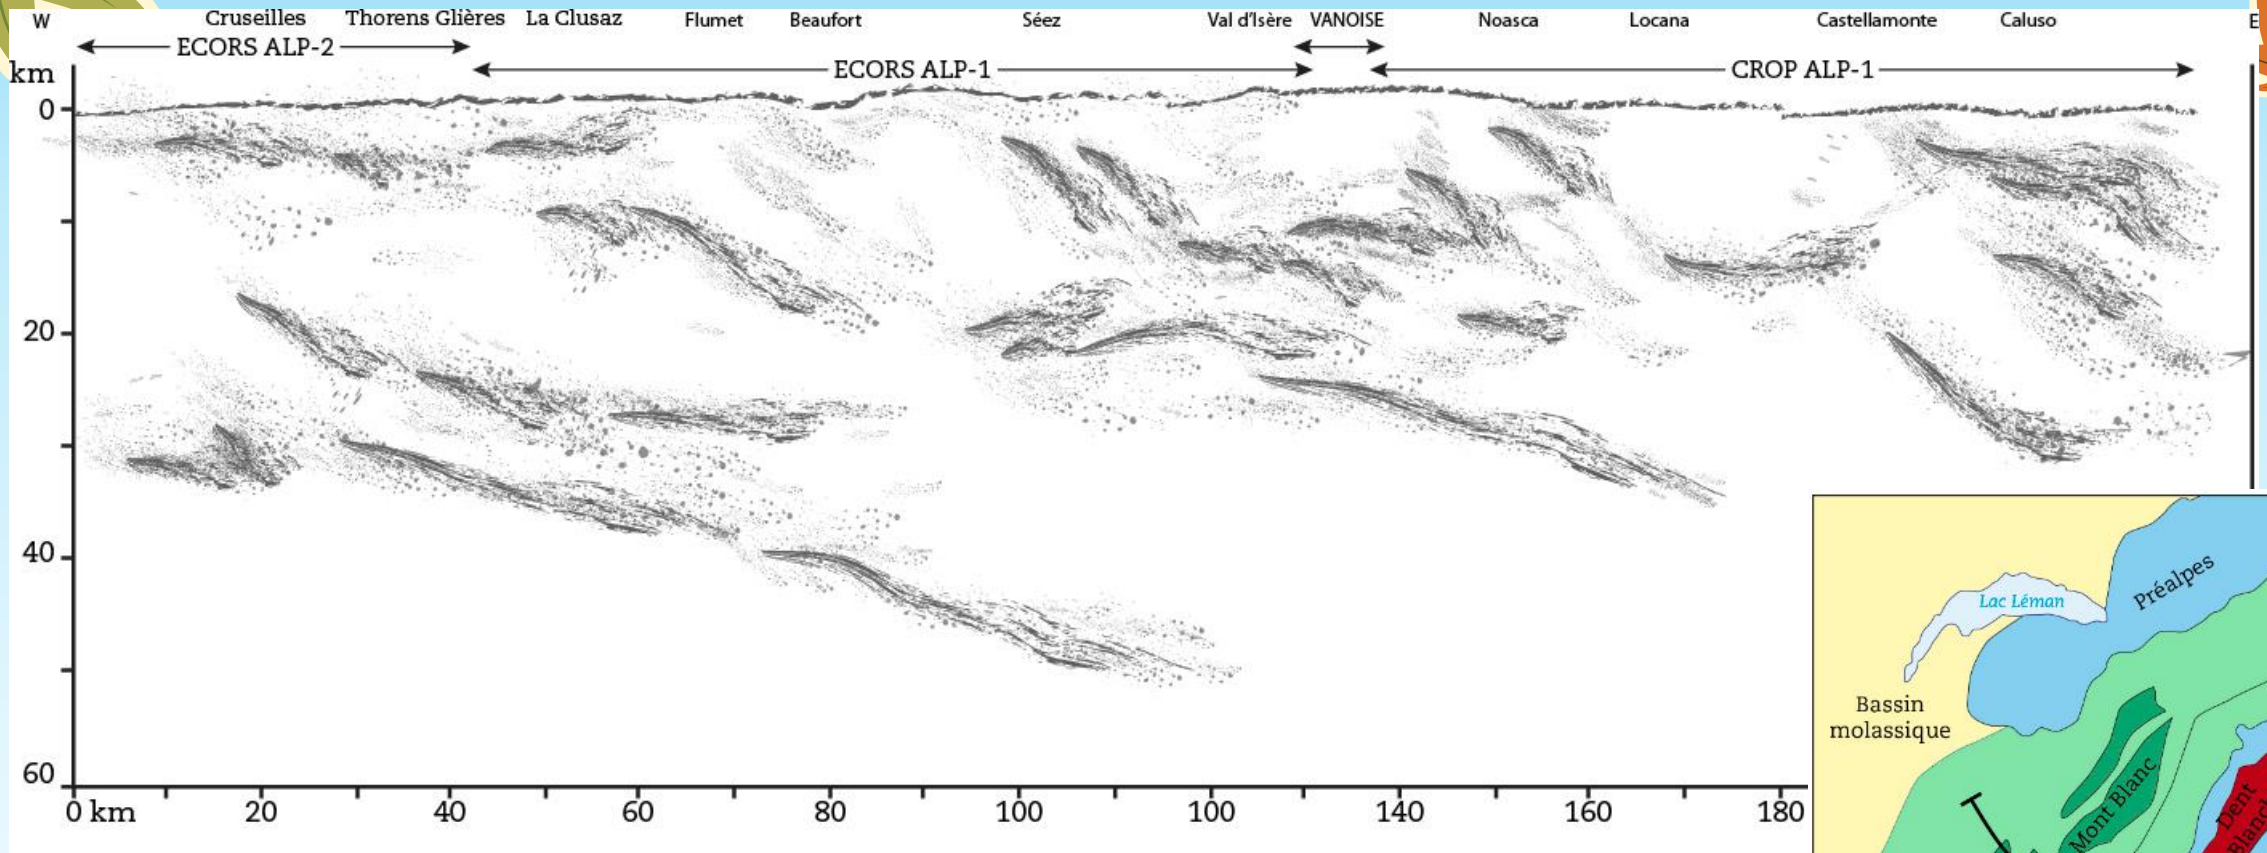 W Cruseilles Thorens Glières La Clusaz Flumet Beaufort Séez Val d'Isère VANOISE Noasca Locana Castellamonte Caluso E
ECORS ALP-2
km ECORS ALP-1 CROP ALP-1
0
20
40
60
0 km 20 40 60 80 100 100 140 160 180
Lac Léman
Préalpes
Bassin
molassique
Mont Blanc
Dent